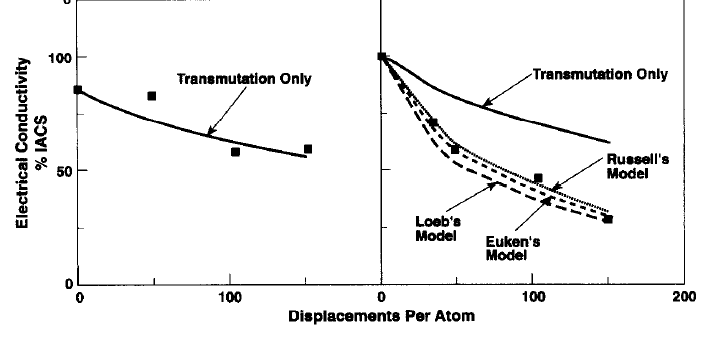 0
100
50
0
Electrical Conductivity
% IACS
Transmutation Only
Transmutation Only
Russell's
Model
Loeb's
Model
Euken's
Model
0
100
0
100
200
Displacements Per Atom